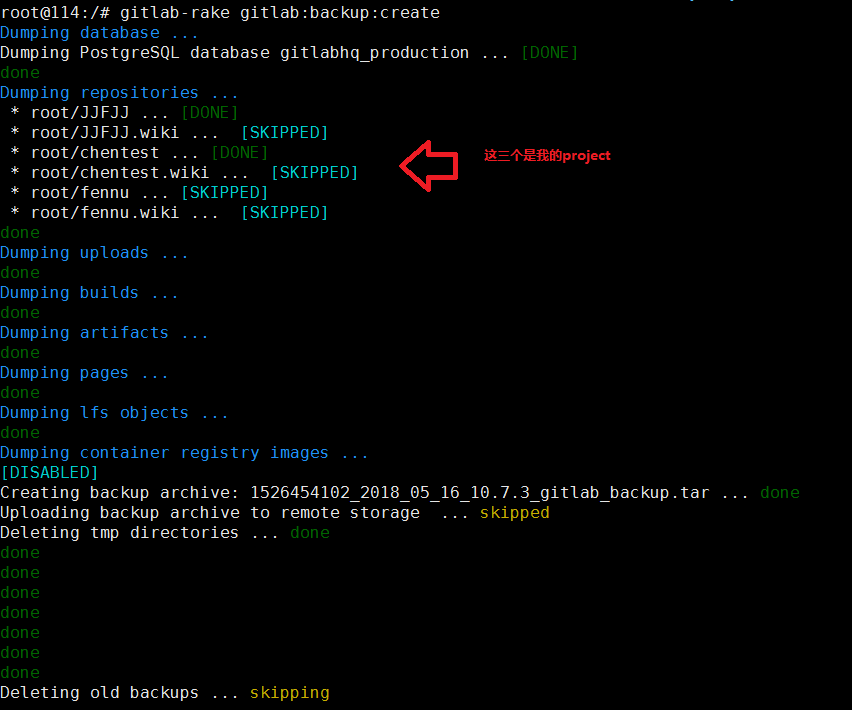 root@114:/# gitlab-rake gitlab:backup:create
Dumping database ...
Dumping PostgreSQL database gitlabhq_production ... [DONE]
done
Dumping repositories ...
* root/JJFJJ ... [DONE]
* root/JJFJJ.wiki ...  [SKIPPED]
* root/chentest ... [DONE]
这三个是我的project
* root/chentest.wiki ...  [SKIPPED]
* root/fennu ... [SKIPPED]
* root/fennu.wiki ...  [SKIPPED]
done
Dumping uploads ...
done
Dumping builds ...
done
Dumping artifacts ...
done
Dumping pages ...
done
Dumping lfs objects ...
done
Dumping container registry images ...
[DISABLED]
Creating backup archive: 1526454102_2018_05_16_10.7.3_gitlab_backup.tar ... done
Uploading backup archive to remote storage  ... skipped
Deleting tmp directories ... done
done
done
done
done
done
done
done
Deleting old backups ... skipping